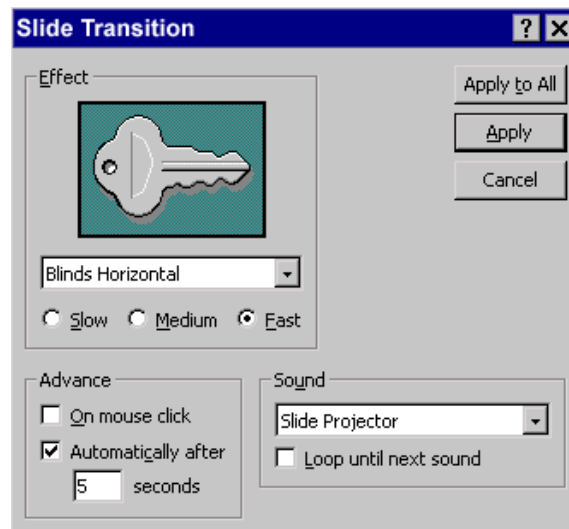 Slide Transition
Effect
Apply to All
Apply
Cancel
Blinds Horizontal
Slow Medium Fast
Advance
On mouse click
Automatically after
5 seconds
Sound
Slide Projector
Loop until next sound